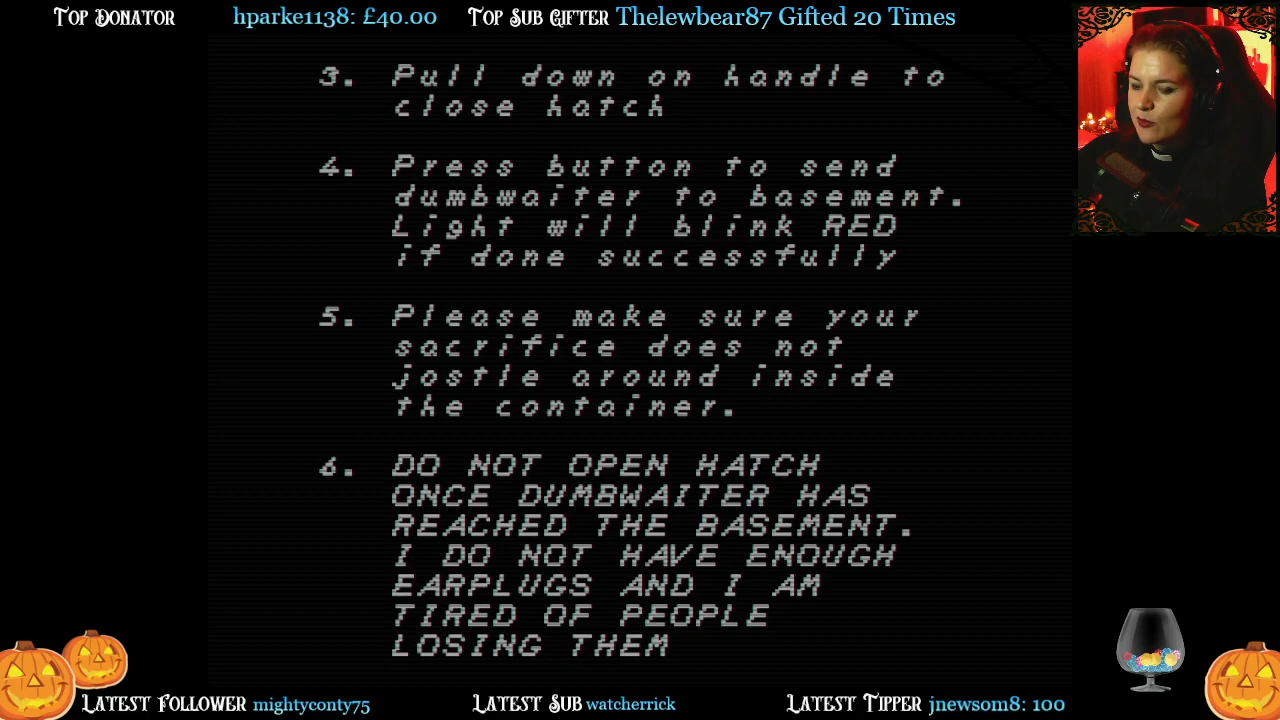 Top Donator hparke1138: £40.00 Top Sub Gifter Thelewbear87 Gifted 20 Times
3. Pull down on handle to
close hatch
4. Press button to send
dumbwaiter to basement.
Light will blink RED
if done successfully
5. Please make sure your
sacrifice does not
jostle around inside
the container.
6. DO NOT OPEN HATCH
ONCE DUMBWAITER HAS
REACHED THE BASEMENT.
I DO NOT HAVE ENOUGH
EARPLUGS AND I AM
TIRED OF PEOPLE
LOSING THEM
Latest Follower mightyconty75 Latest Sub watcherrick Latest Tipper jnewsom8: 100